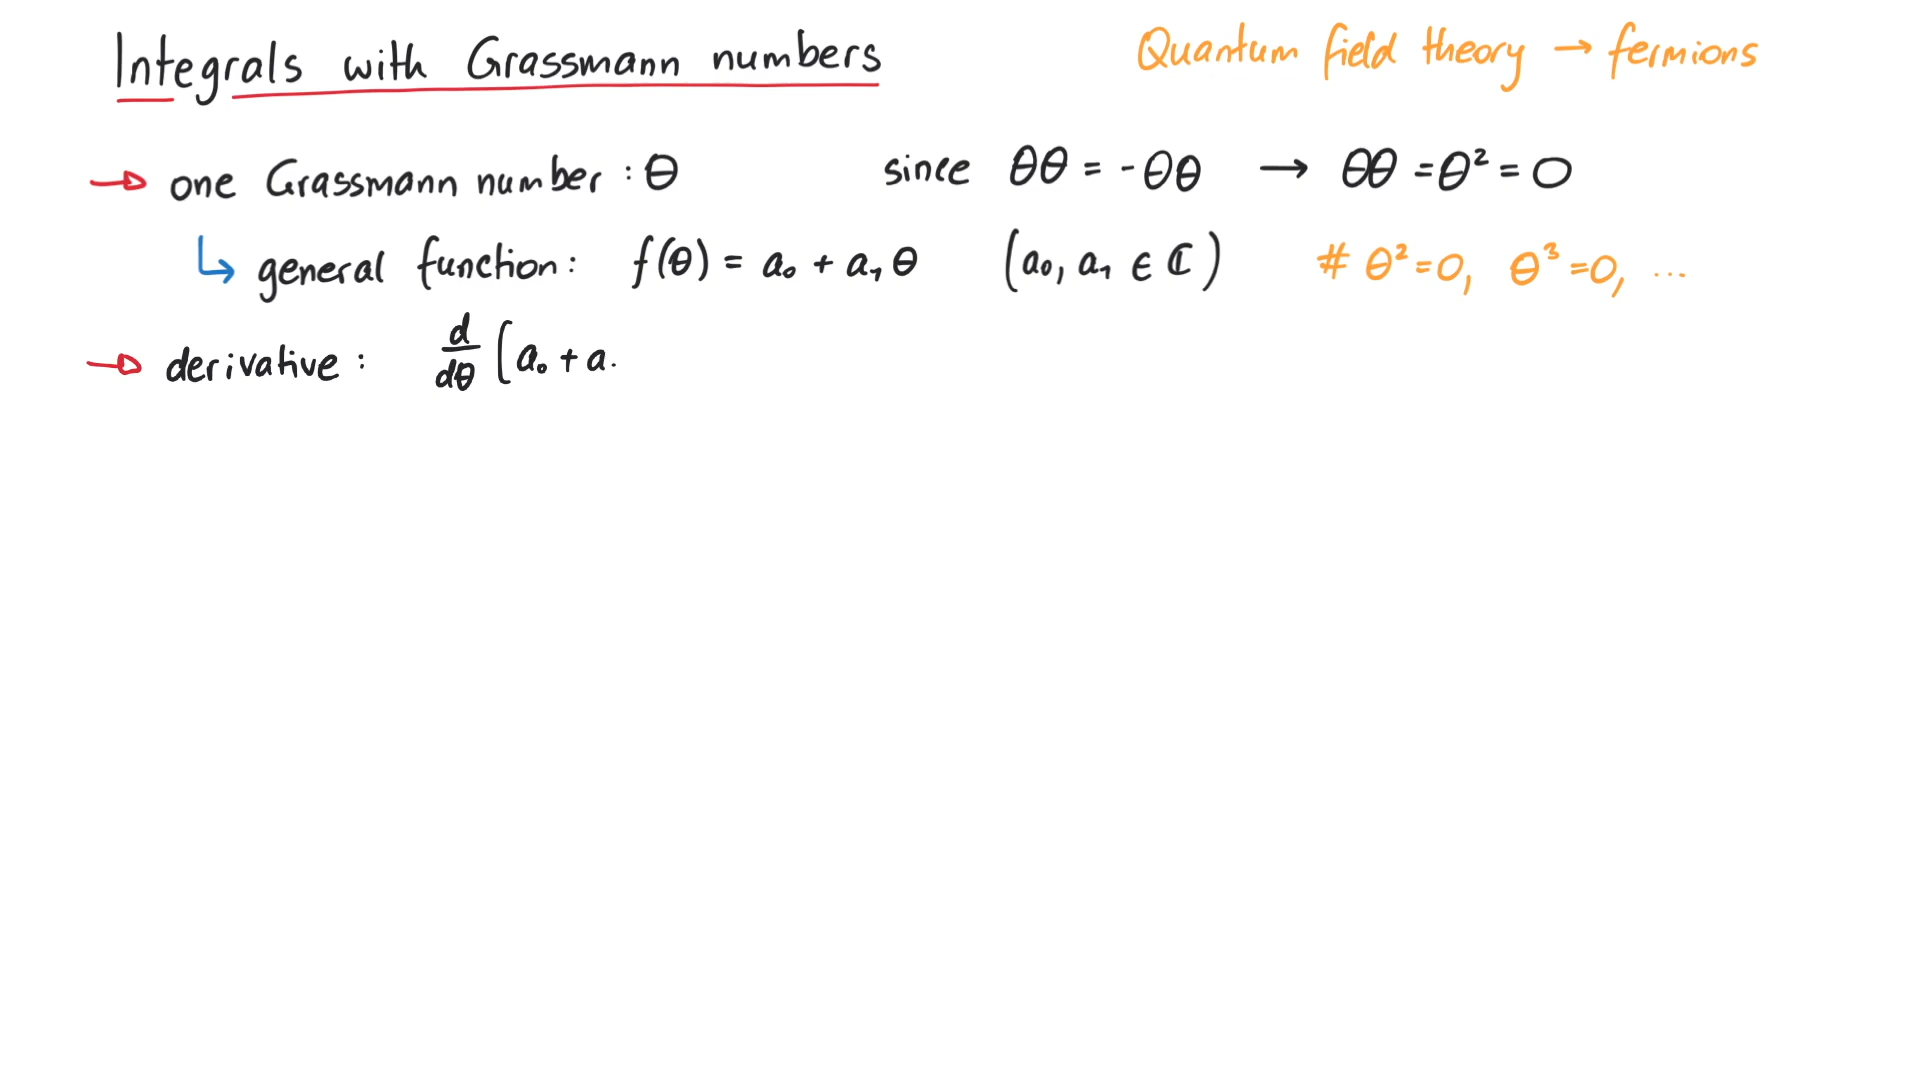 Integrals with Grassmann numbers Quantum field theory → fermions
→ one Grassmann number : θ since θθ = -θθ → θθ = θ² = 0
↳ general function: f(θ) = a₀ + a₁θ (a₀, a₁ ∈ ℂ) # θ²=0, θ³=0, ...
→ derivative : d/dθ [a₀ + a.